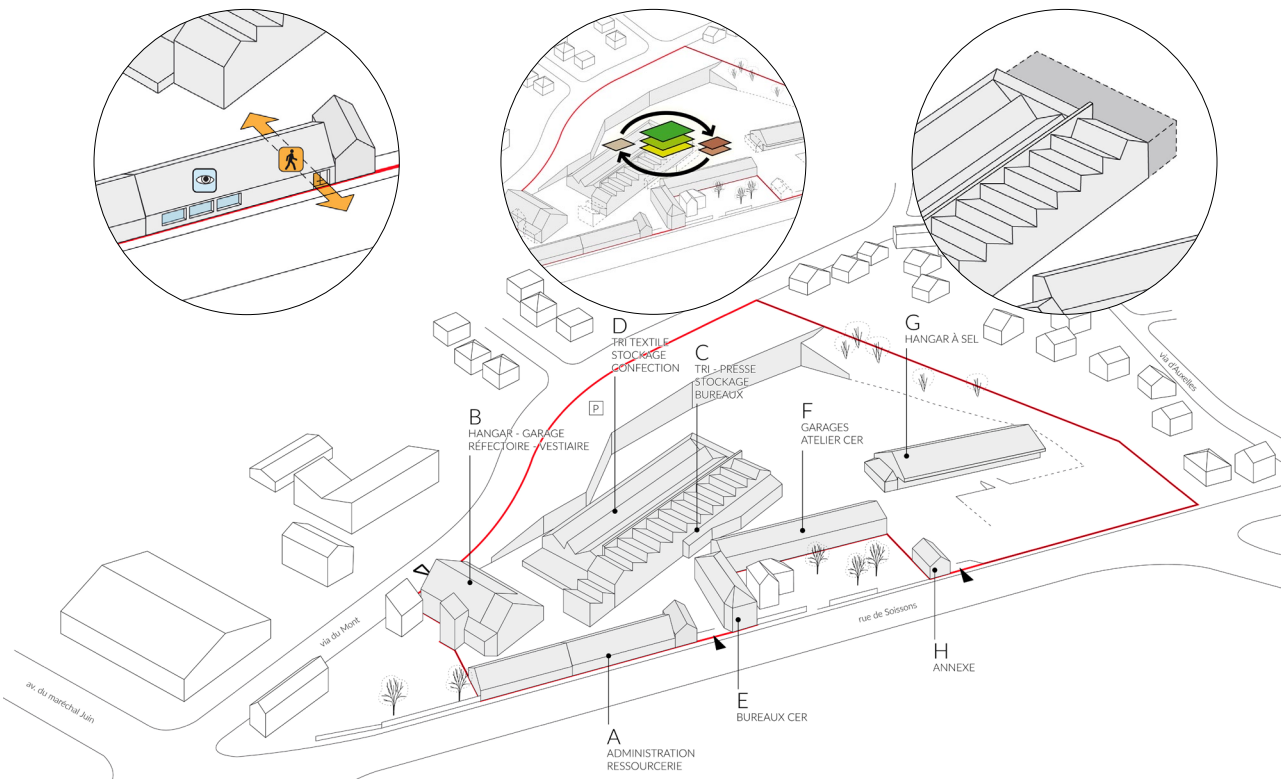 D
TRI TEXTILE
STOCKAGE
CONFECTION
C
TRI - PRESSE
STOCKAGE
BUREAUX
G
HANGAR À SEL
via d'Auxelles
P
B
HANGAR - GARAGE
RÉFECTOIRE - VESTIAIRE
F
GARAGES
ATELIER CER
via du Mont
rue de Soissons
av. du maréchal Juin
H
ANNEXE
E
BUREAUX CER
A
ADMINISTRATION
RESSOURCERIE